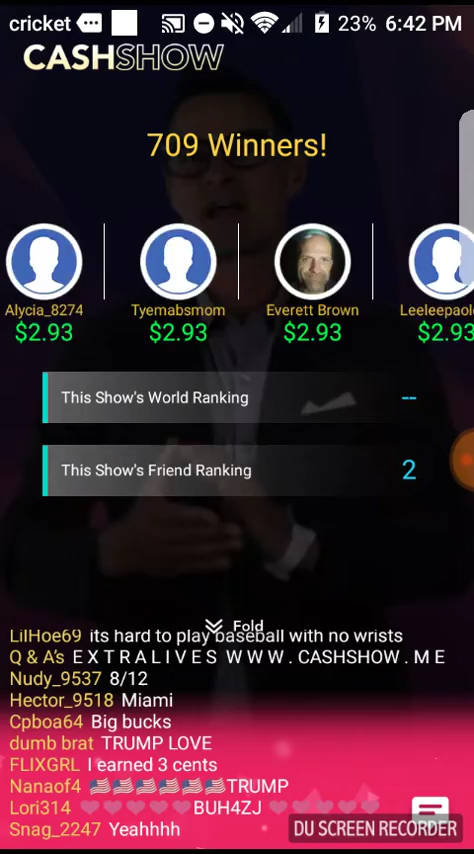 cricket 23% 6:42 PM
CASHSHOW
709 Winners!
Alycia_8274 Tyemabsmom Everett Brown Leeleepaol
$2.93 $2.93 $2.93 $2.93
This Show's World Ranking --
This Show's Friend Ranking 2
Fold
LilHoe69 its hard to play baseball with no wrists
Q & A's E X T R A L I V E S W W W . CASHSHOW . M E
Nudy_9537 8/12
Hector_9518 Miami
Cpboa64 Big bucks
dumb brat TRUMP LOVE
FLIXGRL I earned 3 cents
Nanaof4 🇺🇸🇺🇸🇺🇸🇺🇸🇺🇸🇺🇸TRUMP
Lori314 ❤❤❤❤❤BUH4ZJ ❤❤❤❤❤
Snag_2247 Yeahhhh
DU SCREEN RECORDER